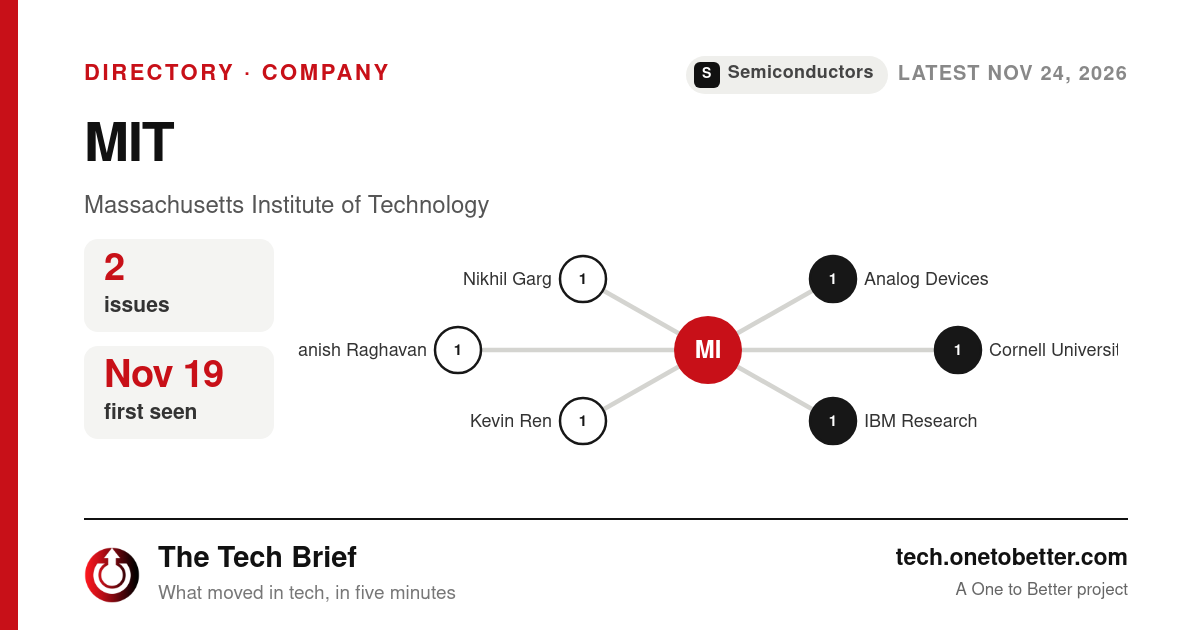 DIRECTORY · COMPANY
S Semiconductors LATEST NOV 24, 2026
MIT
Massachusetts Institute of Technology
2
issues
Nov 19
first seen
Nikhil Garg 1
1 Analog Devices
anish Raghavan 1
MI
1 Cornell Universit
Kevin Ren 1
1 IBM Research
The Tech Brief
What moved in tech, in five minutes
tech.onetobetter.com
A One to Better project